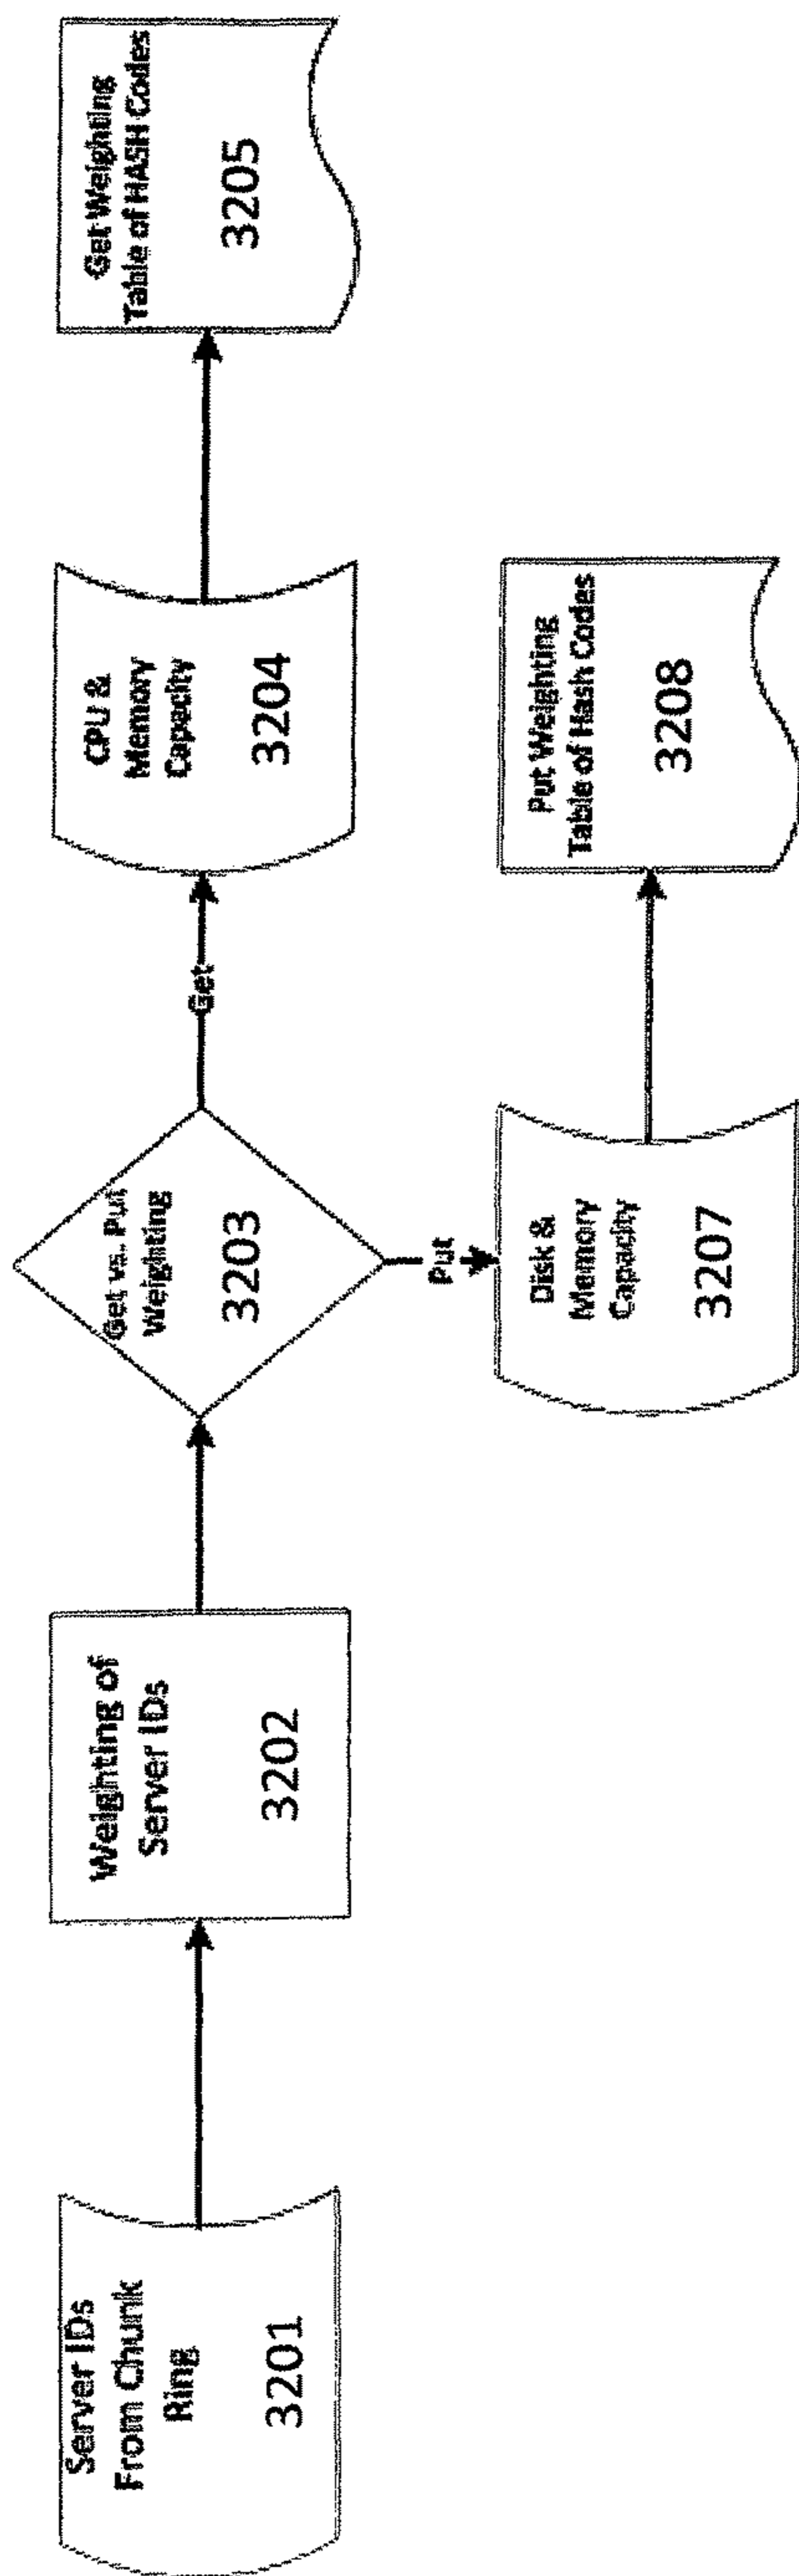 Server IDs
From Chunk
Ring
3201
Weighting of
Server IDs
3202
Get vs. Put
Weighting
3203
Get
CPU &
Memory
Capacity
3204
Get Weighting
Table of HASH Codes
3205
Put
Disk &
Memory
Capacity
3207
Put Weighting
Table of Hash Codes
3208